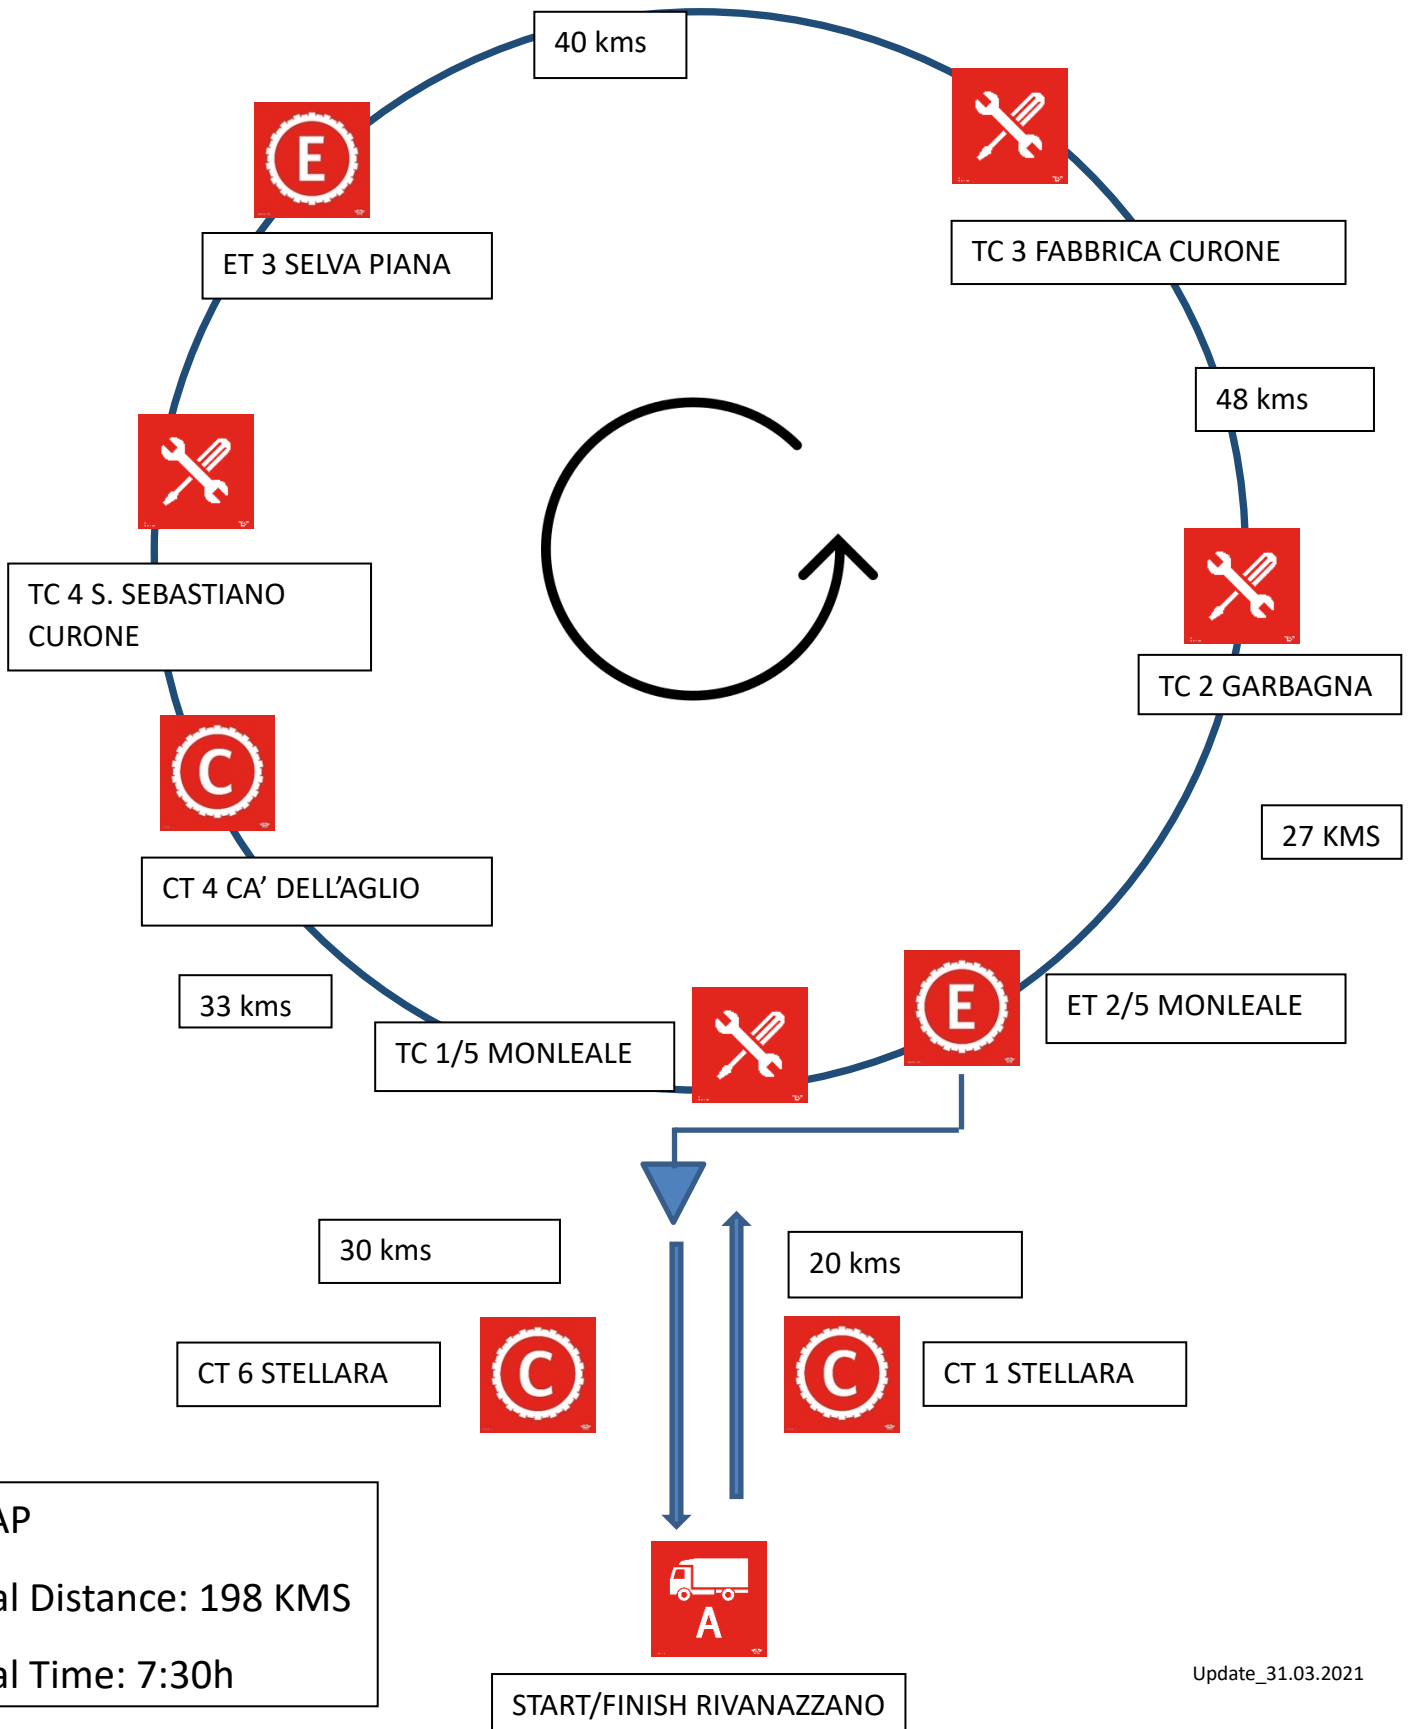 40 kms
E
ET 3 SELVA PIANA
TC 3 FABBRICA CURONE
48 kms
TC 4 S. SEBASTIANO
CURONE
TC 2 GARBAGNA
C
CT 4 CA’ DELL’AGLIO
27 KMS
33 kms
TC 1/5 MONLEALE
E
ET 2/5 MONLEALE
30 kms
20 kms
CT 6 STELLARA
C
C
CT 1 STELLARA
AP
al Distance: 198 KMS
al Time: 7:30h
A
START/FINISH RIVANAZZANO
Update_31.03.2021